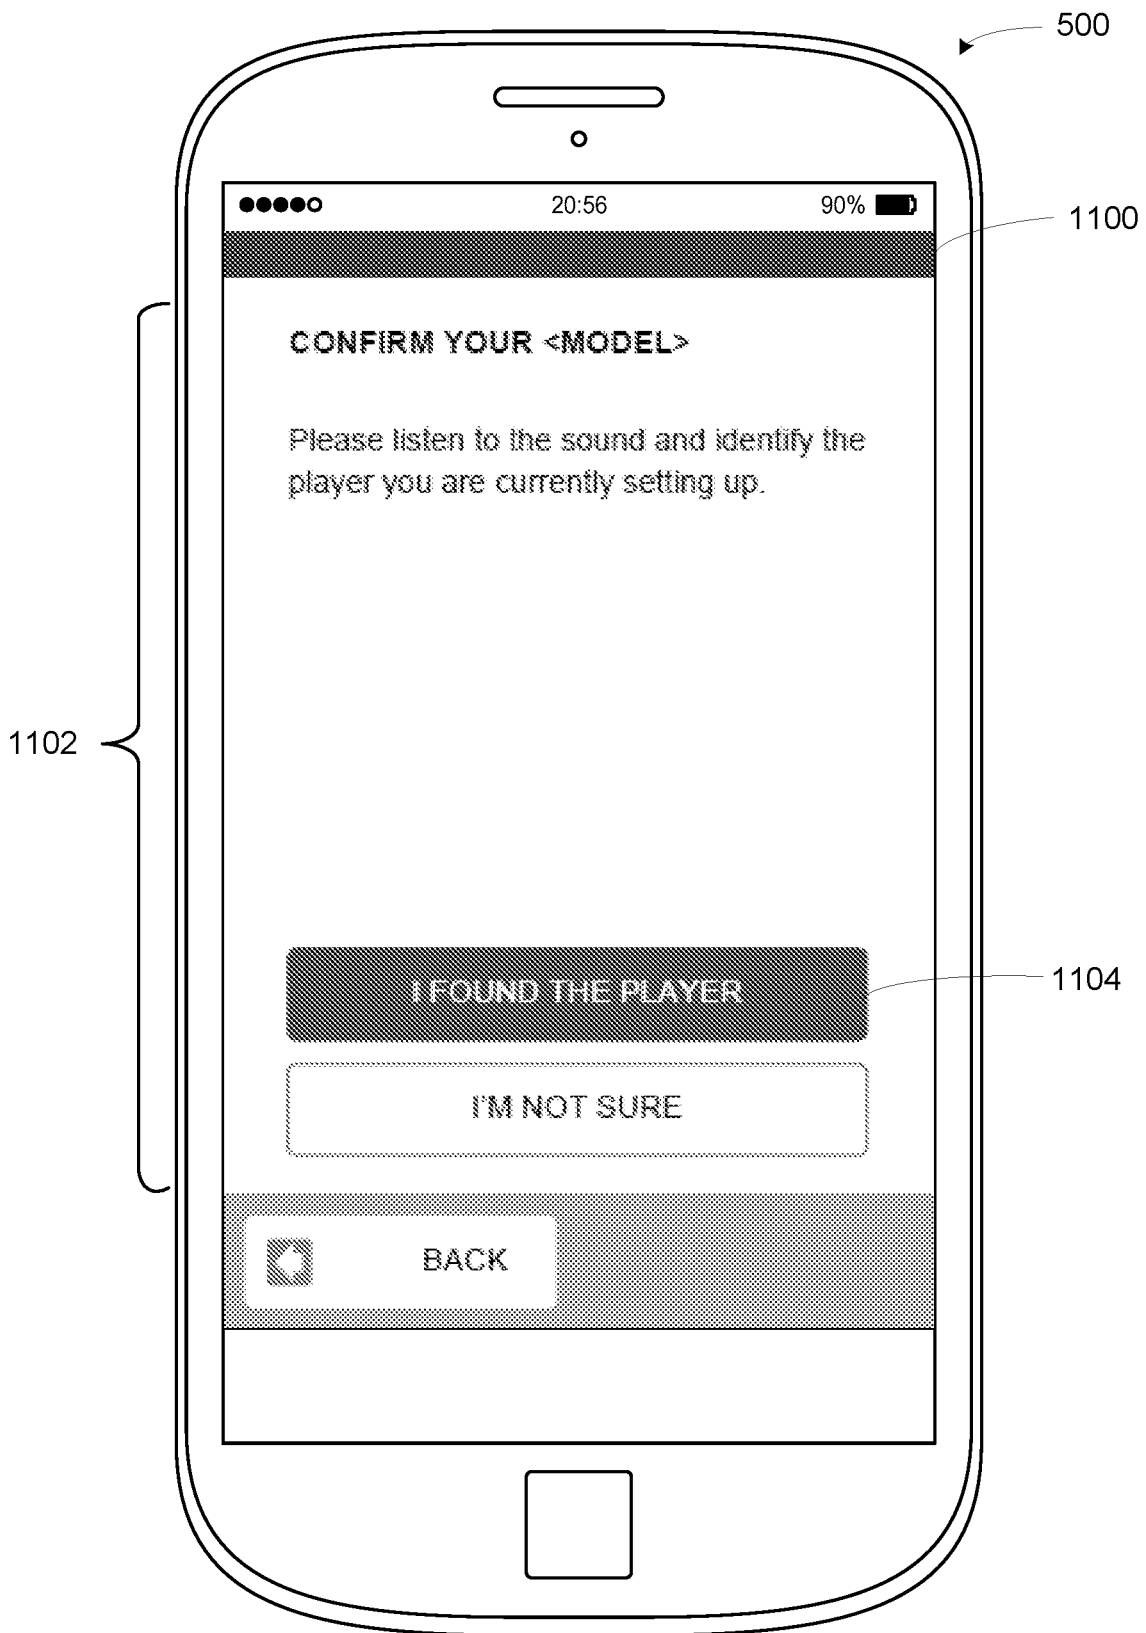 500
20:56
90%
1100
CONFIRM YOUR <MODEL>
Please listen to the sound and identify the
player you are currently setting up.
1102
I FOUND THE PLAYER
1104
I'M NOT SURE
BACK